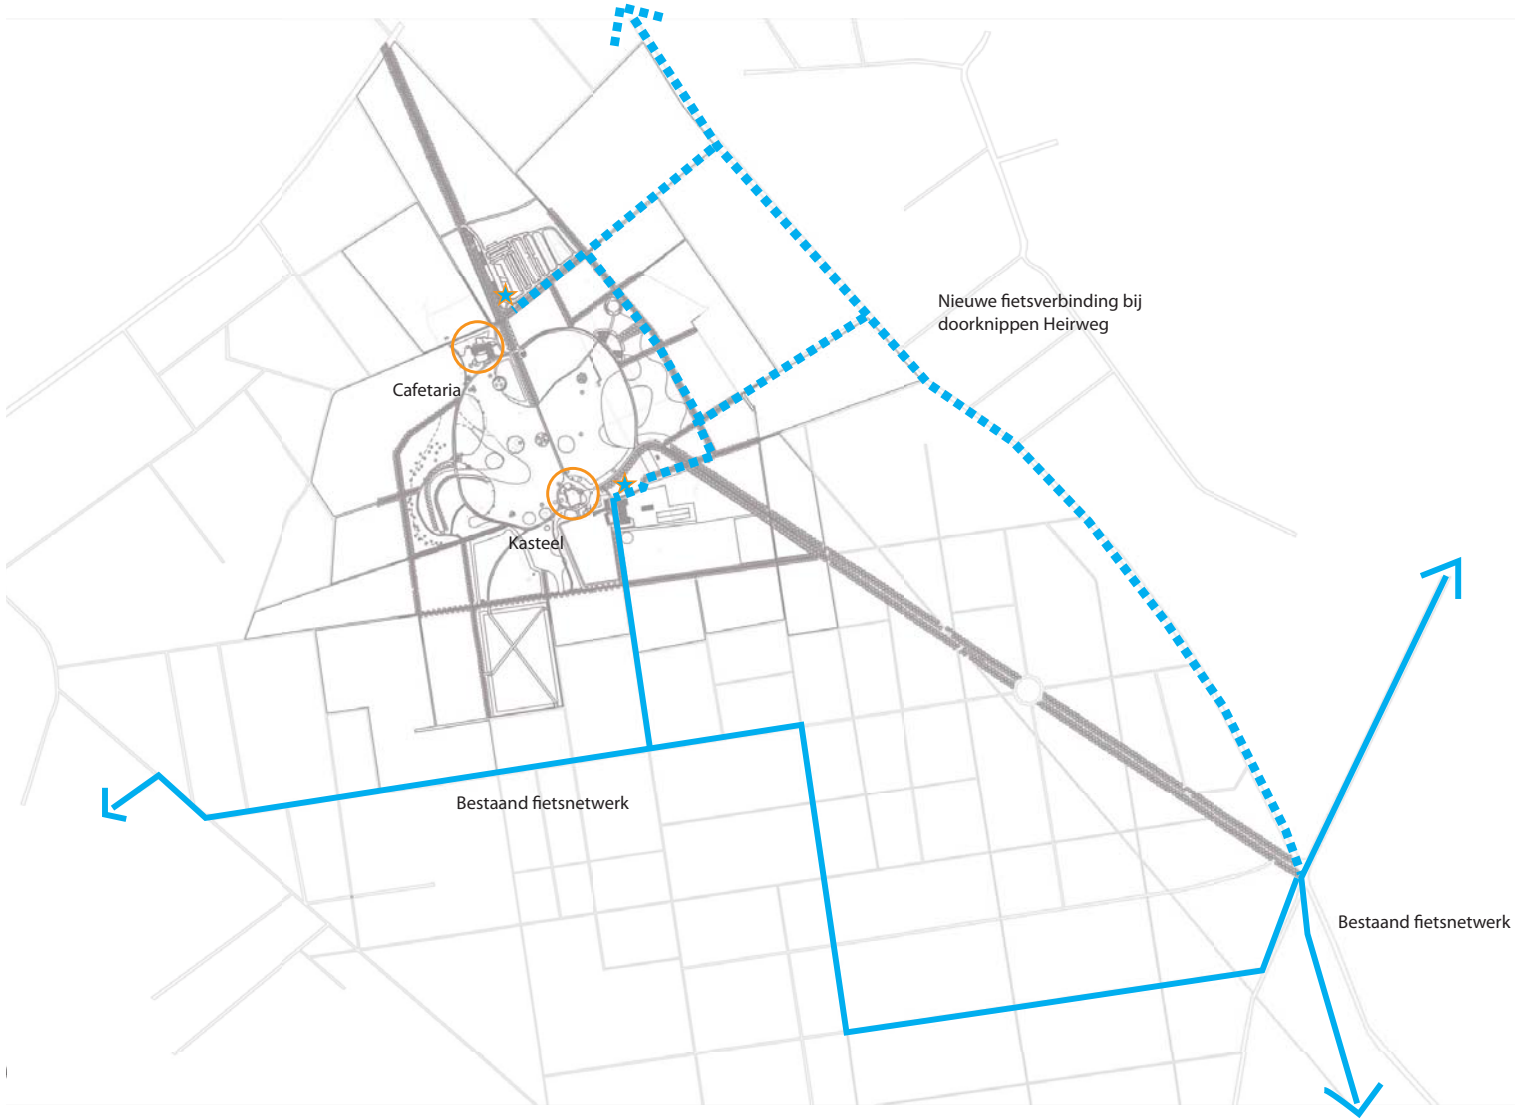 Nieuwe fietsverbinding bij
doorknippen Heirweg
Cafetaria
Kasteel
Bestaand fietsnetwerk
Bestaand fietsnetwerk